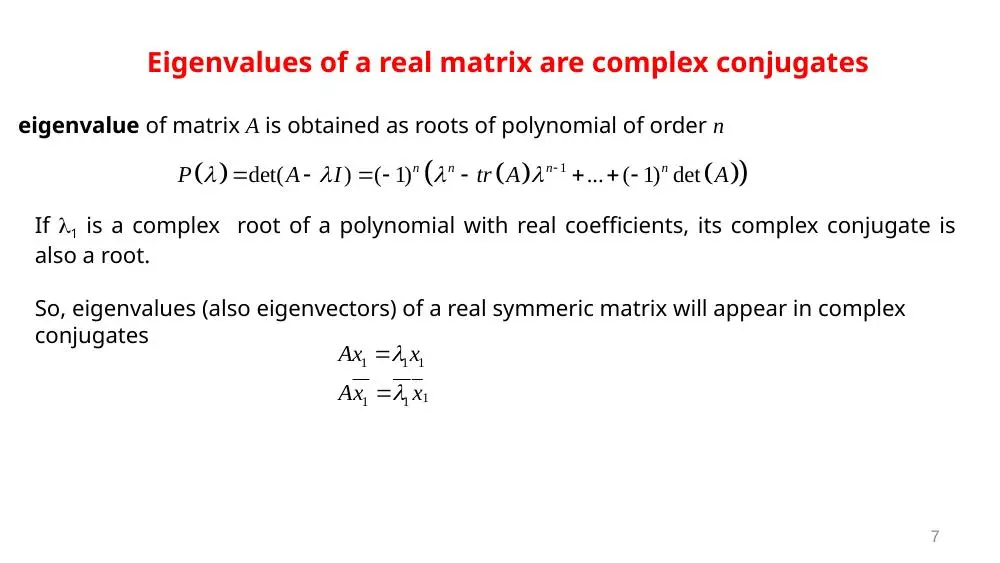 Eigenvalues of a real matrix are complex conjugates
eigenvalue of matrix A is obtained as roots of polynomial of order n
P(λ) = det(A − λI) = (−1)ⁿ (λⁿ − tr(A)λⁿ⁻¹ + ... + (−1)ⁿ det(A))
If λ₁ is a complex root of a polynomial with real coefficients, its complex conjugate is
also a root.
So, eigenvalues (also eigenvectors) of a real symmeric matrix will appear in complex
conjugates
Ax₁ = λ₁x₁
Ax̅₁ = λ̅₁x̅₁
7